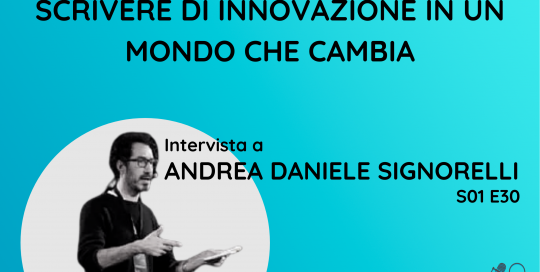 SCRIVERE DI INNOVAZIONE IN UN
MONDO CHE CAMBIA
Intervista a
ANDREA DANIELE SIGNORELLI
S01 E30